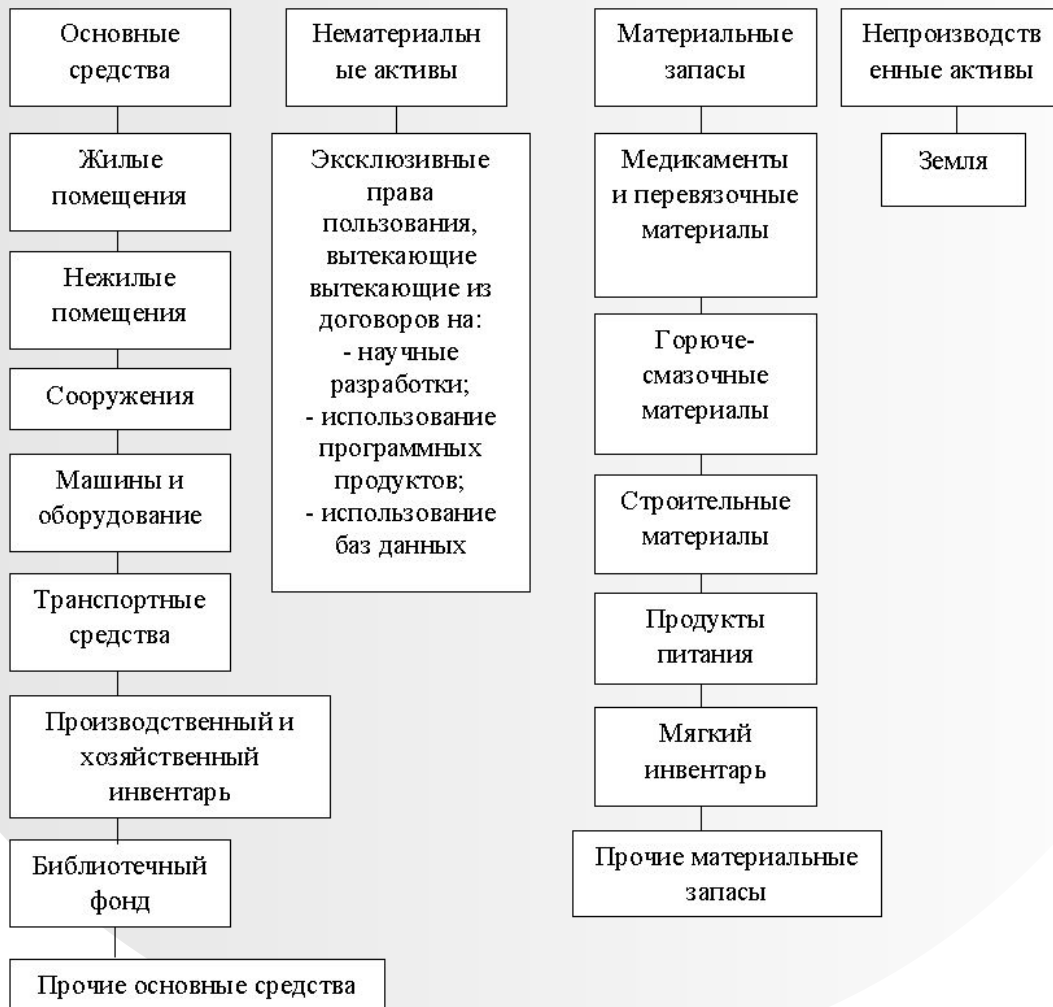 Основные
средства
Жилые
помещения
Нежилые
помещения
Сооружения
Машины и
оборудование
Транспортные
средства
Производственный и
хозяйственный
инвентарь
Библиотечный
фонд
Прочие основные средства
Нематериальн
ые активы
Эксклюзивные
права
пользования,
вытекающие
вытекающие из
договоров на:
- научные
разработки;
- использование
программных
продуктов;
- использование
баз данных
Материальные
запасы
Медикаменты
и перевязочные
материалы
Горюче-
смазочные
материалы
Строительные
материалы
Продукты
питания
Мягкий
инвентарь
Прочие материальные
запасы
Непроизводств
енные активы
Земля